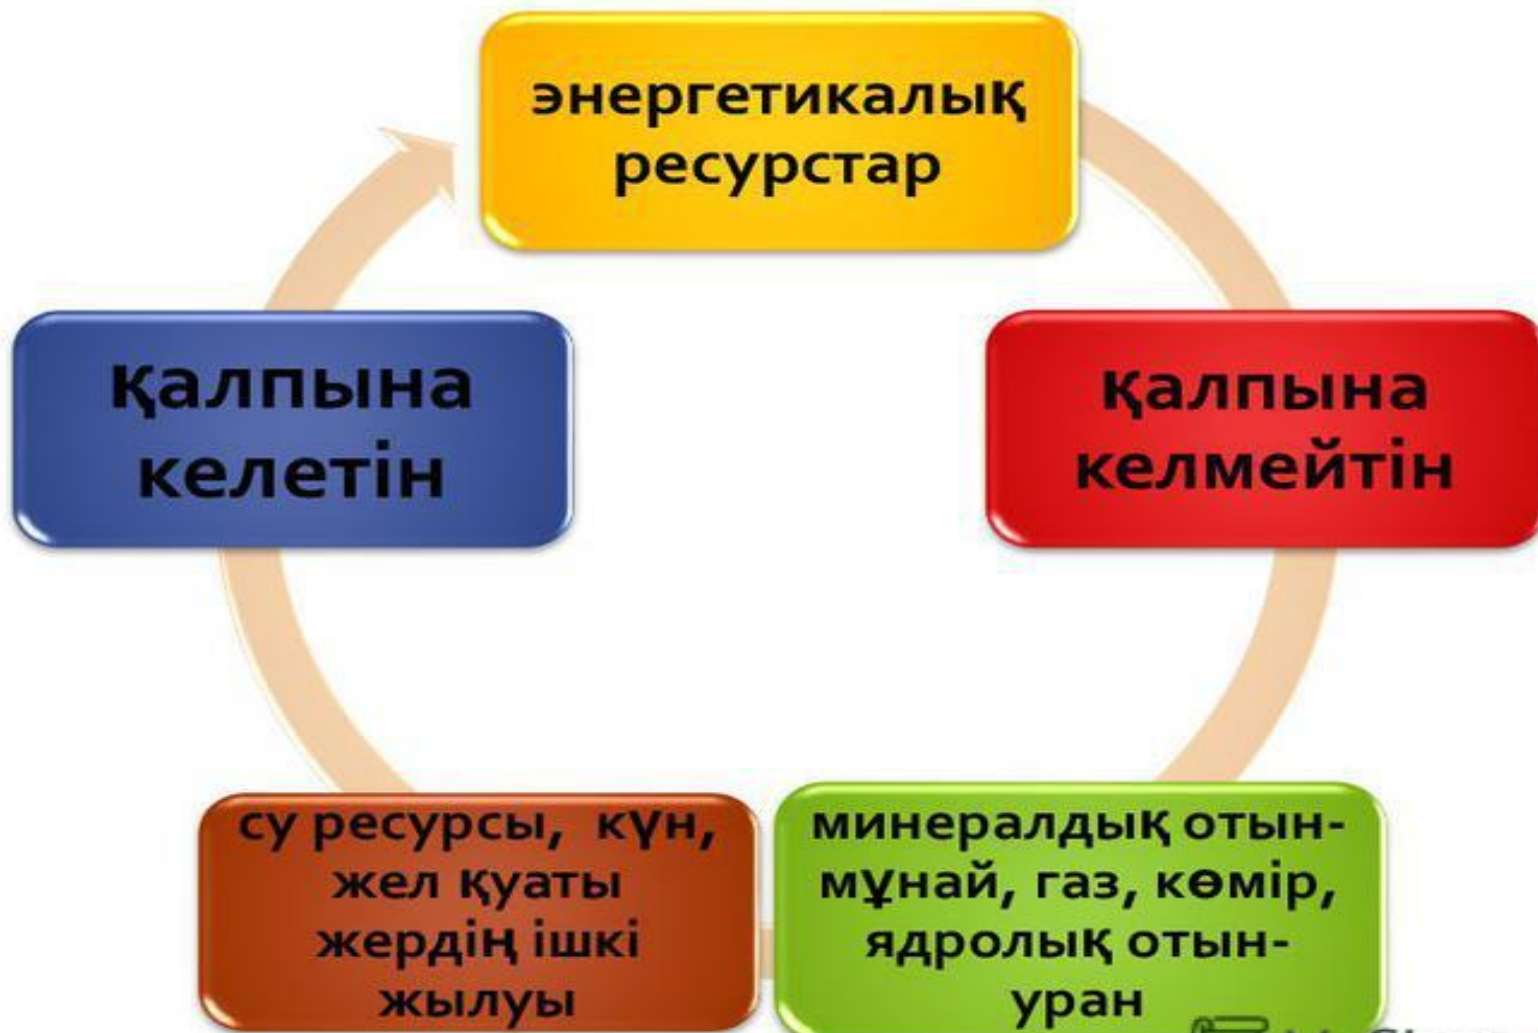 энергетикалық
ресурстар
қалпына
келмейтін
минералдық отын-
мұнай, газ, көмір,
ядролық отын-
уран
су ресурсы, күн,
жел қуаты
жердің ішкі
жылуы
қалпына
келетін